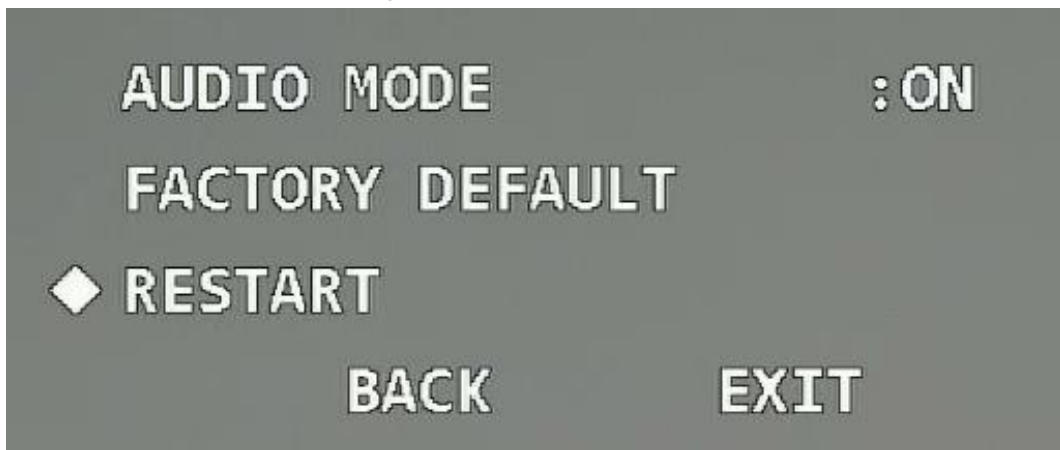 AUDIO MODE :ON
FACTORY DEFAULT
RESTART
BACK EXIT